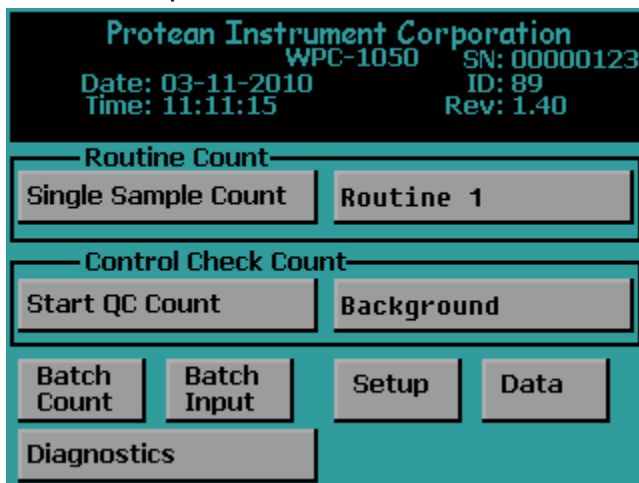 Protean Instrument Corporation
WPC-1050 SN: 00000123
Date: 03-11-2010 ID: 89
Time: 11:11:15 Rev: 1.40
Routine Count
Single Sample Count Routine 1
Control Check Count
Start QC Count Background
Batch Count Batch Input Setup Data
Diagnostics